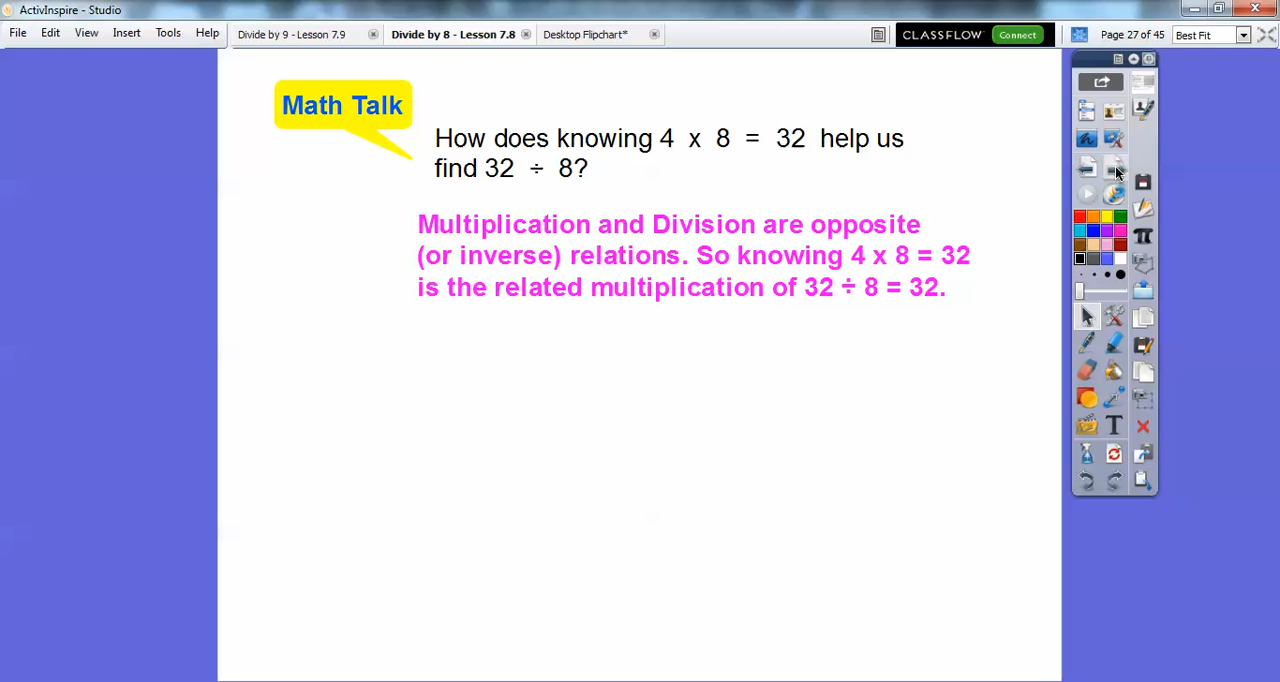 ActivInspire - Studio
File Edit View Insert Tools Help
Divide by 9 - Lesson 7.9 Divide by 8 - Lesson 7.8 Desktop Flipchart*
CLASSFLOW Connect
Page 27 of 45 Best Fit
Math Talk
How does knowing 4 x 8 = 32 help us
find 32 ÷ 8?
Multiplication and Division are opposite
(or inverse) relations. So knowing 4 x 8 = 32
is the related multiplication of 32 ÷ 8 = 32.